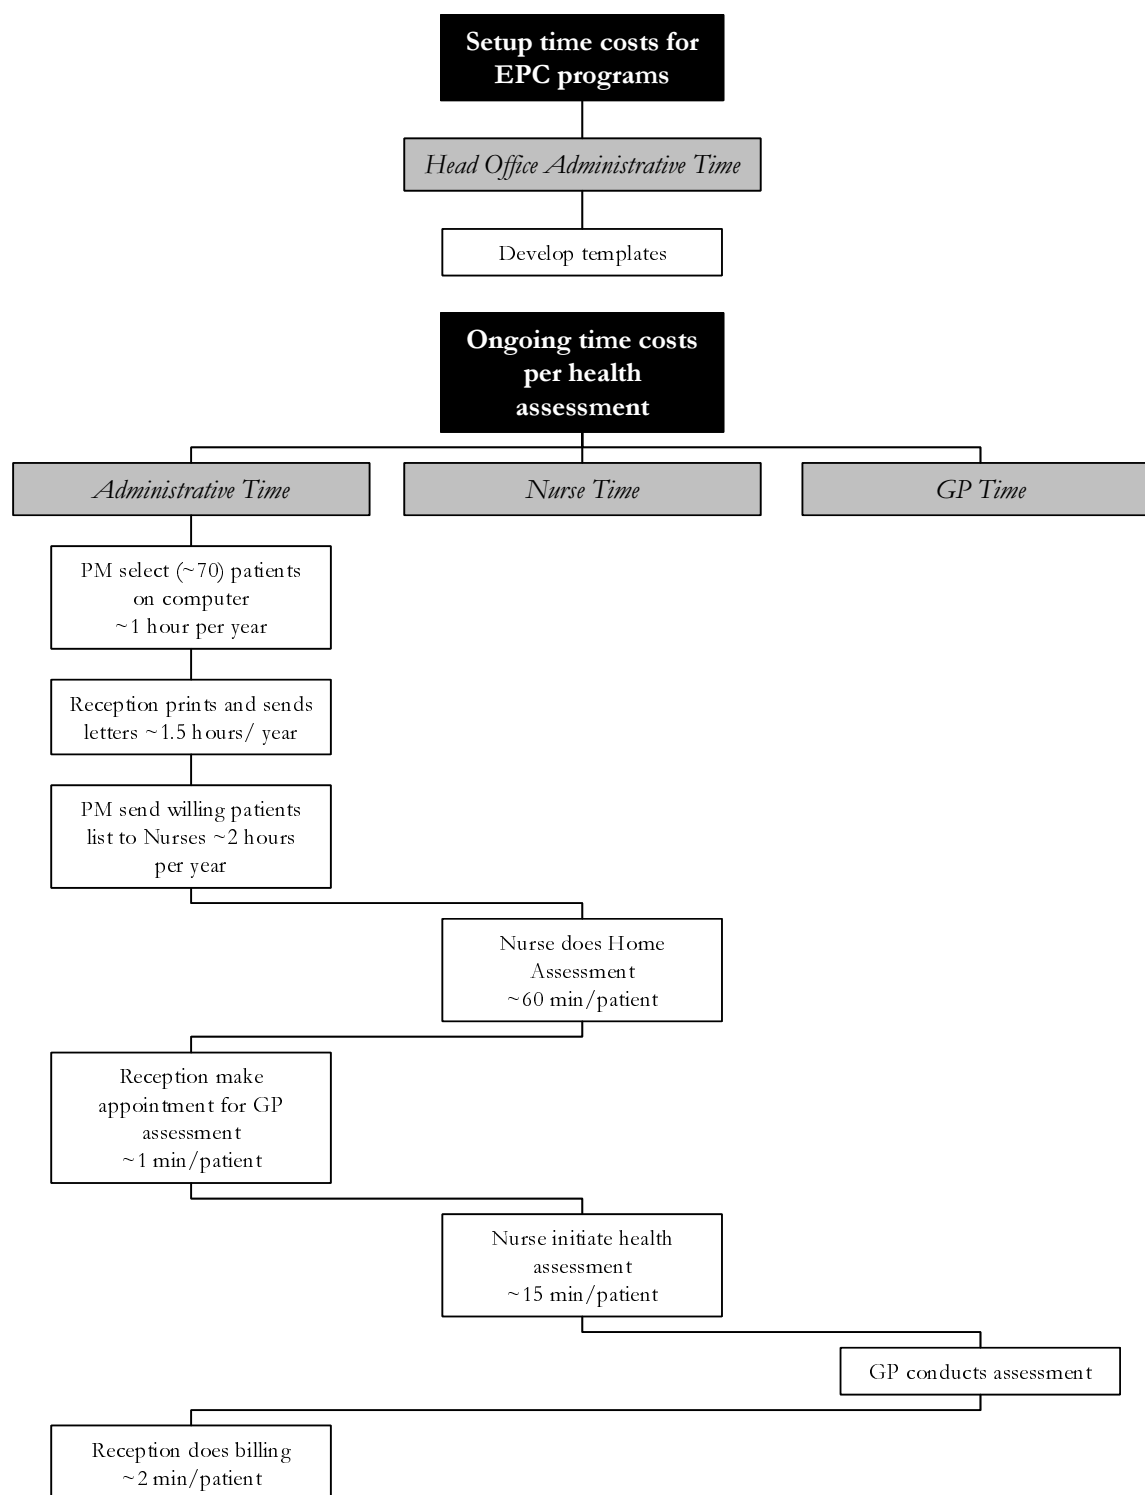 Setup time costs for
EPC programs
Head Office Administrative Time
Develop templates
Ongoing time costs
per health
assessment
Administrative Time
Nurse Time
GP Time
PM select (~70) patients
on computer
~1 hour per year
Reception prints and sends
letters ~1.5 hours/ year
PM send willing patients
list to Nurses ~2 hours
per year
Nurse does Home
Assessment
~60 min/patient
Reception make
appointment for GP
assessment
~1 min/patient
Nurse initiate health
assessment
~15 min/patient
GP conducts assessment
Reception does billing
~2 min/patient